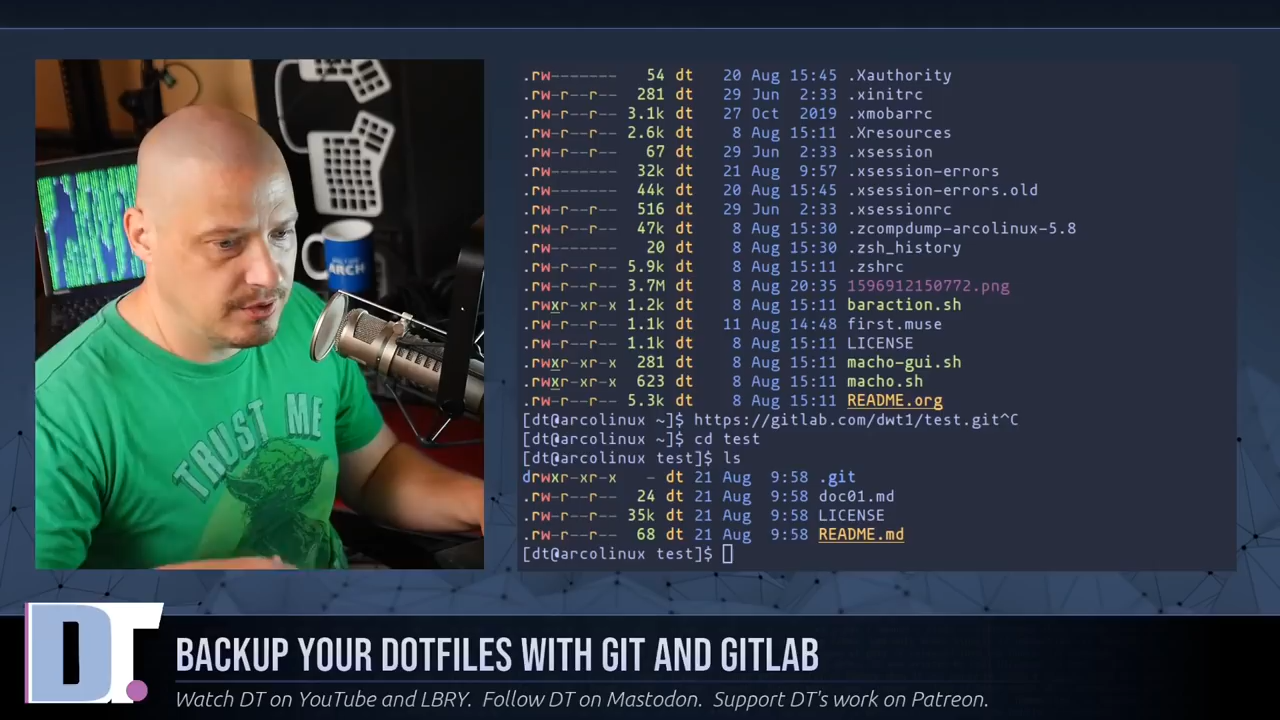 .rw------- 54 dt 20 Aug 15:45 .Xauthority
.rw-r--r-- 281 dt 29 Jun 2:33 .xinitrc
.rw-r--r-- 3.1k dt 27 Oct 2019 .xmobarrc
.rw-r--r-- 2.6k dt 8 Aug 15:11 .Xresources
.rw-r--r-- 67 dt 29 Jun 2:33 .xsession
.rw------- 32k dt 21 Aug 9:57 .xsession-errors
.rw------- 44k dt 20 Aug 15:45 .xsession-errors.old
.rw-r--r-- 516 dt 29 Jun 2:33 .xsessionrc
.rw-r--r-- 47k dt 8 Aug 15:30 .zcompdump-arcolinux-5.8
.rw------- 20 dt 8 Aug 15:30 .zsh_history
.rw-r--r-- 5.9k dt 8 Aug 15:11 .zshrc
.rw-r--r-- 3.7M dt 8 Aug 20:35 1596912150772.png
.rwxr-xr-x 1.2k dt 8 Aug 15:11 baraction.sh
.rw-r--r-- 1.1k dt 11 Aug 14:48 first.muse
.rw-r--r-- 1.1k dt 8 Aug 15:11 LICENSE
.rwxr-xr-x 281 dt 8 Aug 15:11 macho-gui.sh
.rwxr-xr-x 623 dt 8 Aug 15:11 macho.sh
.rw-r--r-- 5.3k dt 8 Aug 15:11 README.org
[dt@arcolinux ~]$ https://gitlab.com/dwt1/test.git^C
[dt@arcolinux ~]$ cd test
[dt@arcolinux test]$ ls
drwxr-xr-x - dt 21 Aug 9:58 .git
.rw-r--r-- 24 dt 21 Aug 9:58 doc01.md
.rw-r--r-- 35k dt 21 Aug 9:58 LICENSE
.rw-r--r-- 68 dt 21 Aug 9:58 README.md
[dt@arcolinux test]$
ARCH
TRUST ME
DT.
BACKUP YOUR DOTFILES WITH GIT AND GITLAB
Watch DT on YouTube and LBRY. Follow DT on Mastodon. Support DT's work on Patreon.